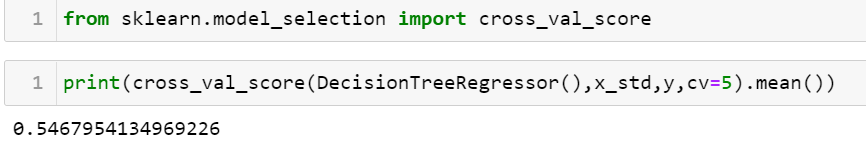 1 from sklearn.model_selection import cross_val_score
1 print(cross_val_score(DecisionTreeRegressor(),x_std,y,cv=5).mean())
0.5467954134969226